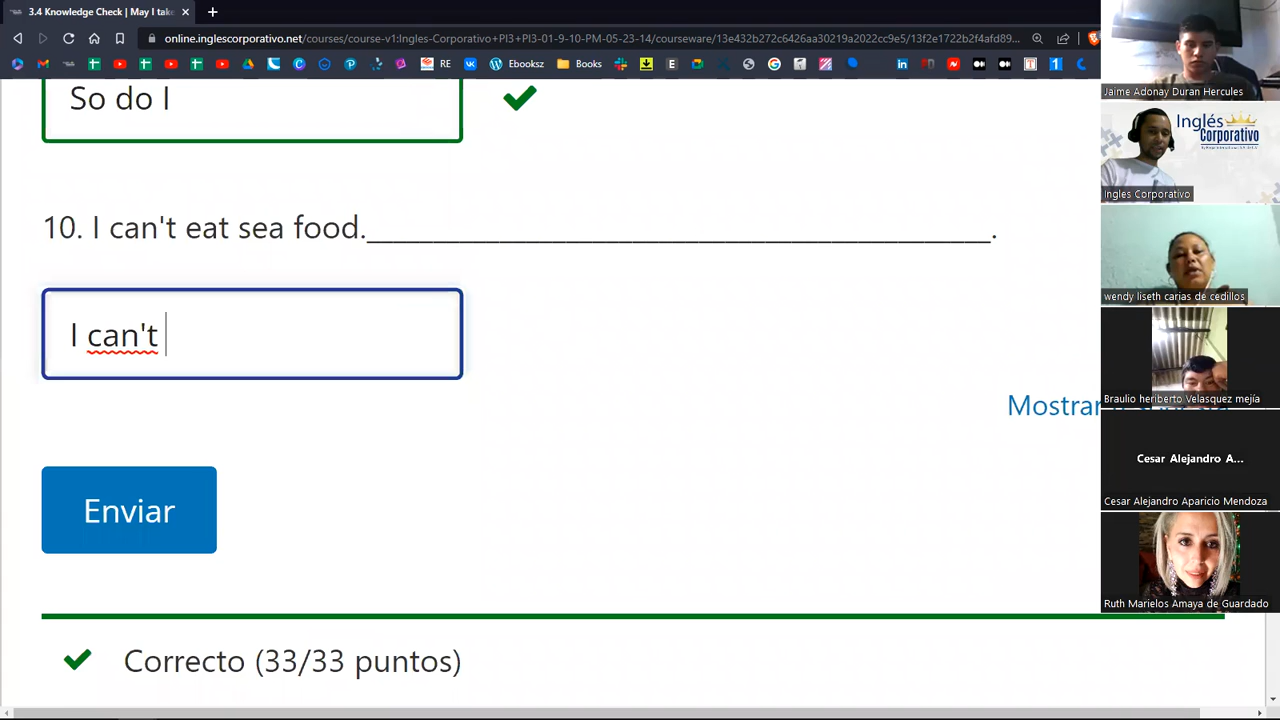 3.4 Knowledge Check | May I take
online.inglescorporativo.net/courses/course-v1:Ingles-Corporativo+PI3+PI3-01-9-10-PM-05-23-14/courseware/13e432b272c6426aa30219a2022cc9e5/13f2e1722b2f4afd89...
RE
Ebooksz
Books
So do I
10. I can't eat sea food.________________________________________.
I can't
Mostrar
Enviar
Correcto (33/33 puntos)
Jaime Adonay Duran Hercules
Inglés
Corporativo
Ingles Corporativo
wendy liseth carias de cedillos
Braulio heriberto Velasquez mejía
Cesar Alejandro A...
Cesar Alejandro Aparicio Mendoza
Ruth Marielos Amaya de Guardado